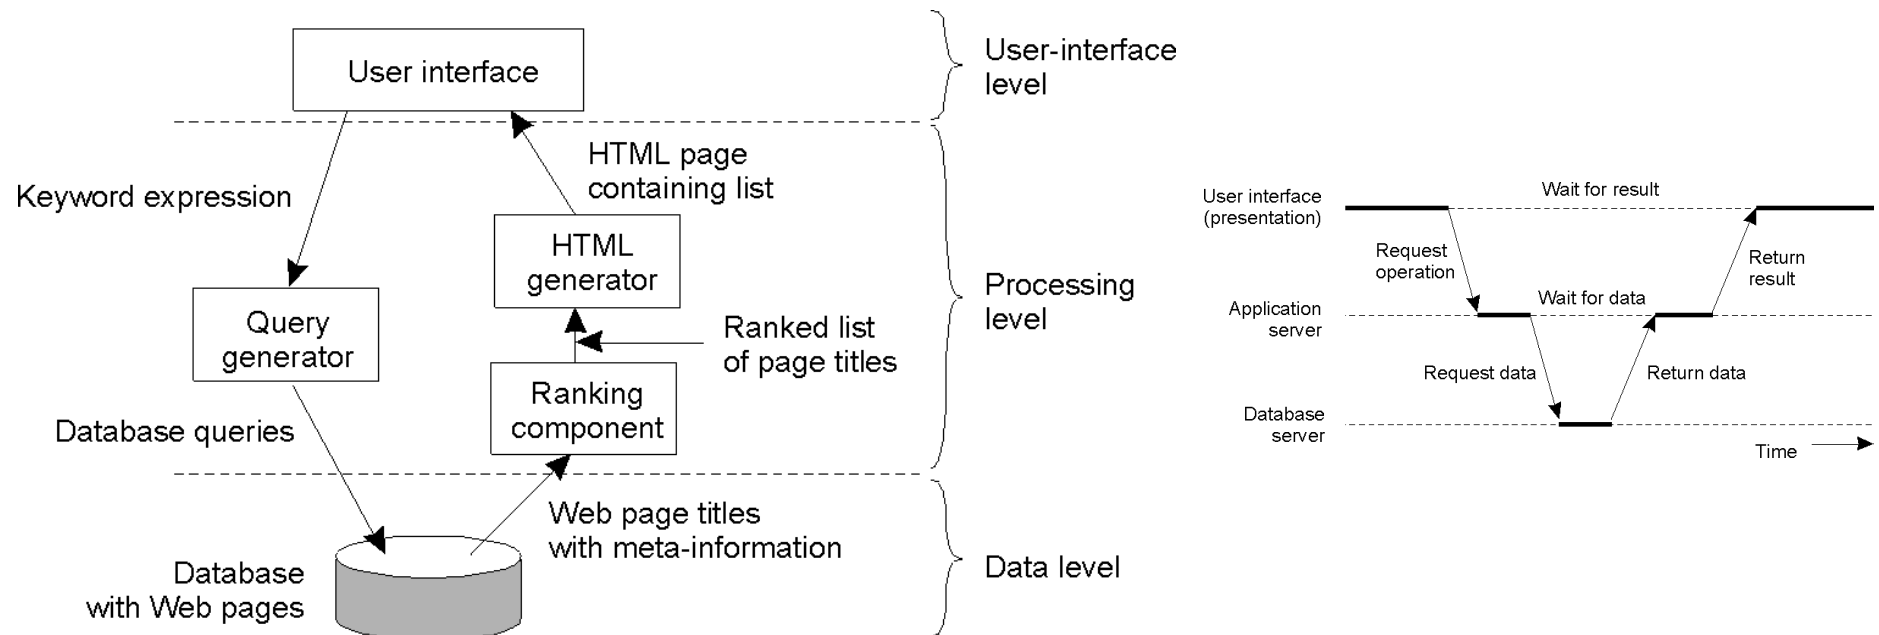 User interface
User-interface
level
HTML page
containing list
Keyword expression
HTML
generator
Query
generator
Ranked list
of page titles
Processing
level
Ranking
component
Database queries
Web page titles
with meta-information
Database
with Web pages
Data level
User interface
(presentation)
Wait for result
Request
operation
Return
result
Wait for data
Application
server
Request data
Return data
Database
server
Time